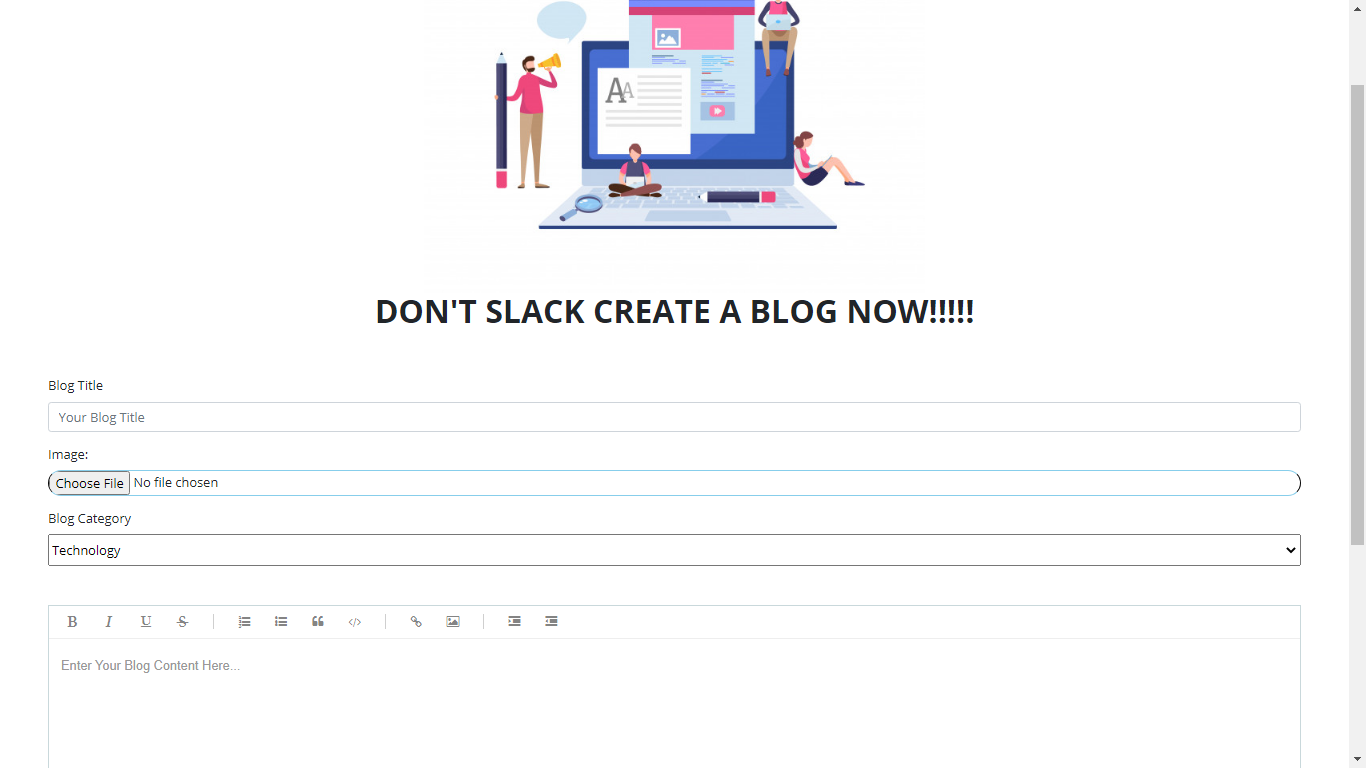 AA
DON'T SLACK CREATE A BLOG NOW!!!!!
Blog Title
Your Blog Title
Image:
Choose File No file chosen
Blog Category
Technology
B I U S </>
Enter Your Blog Content Here...